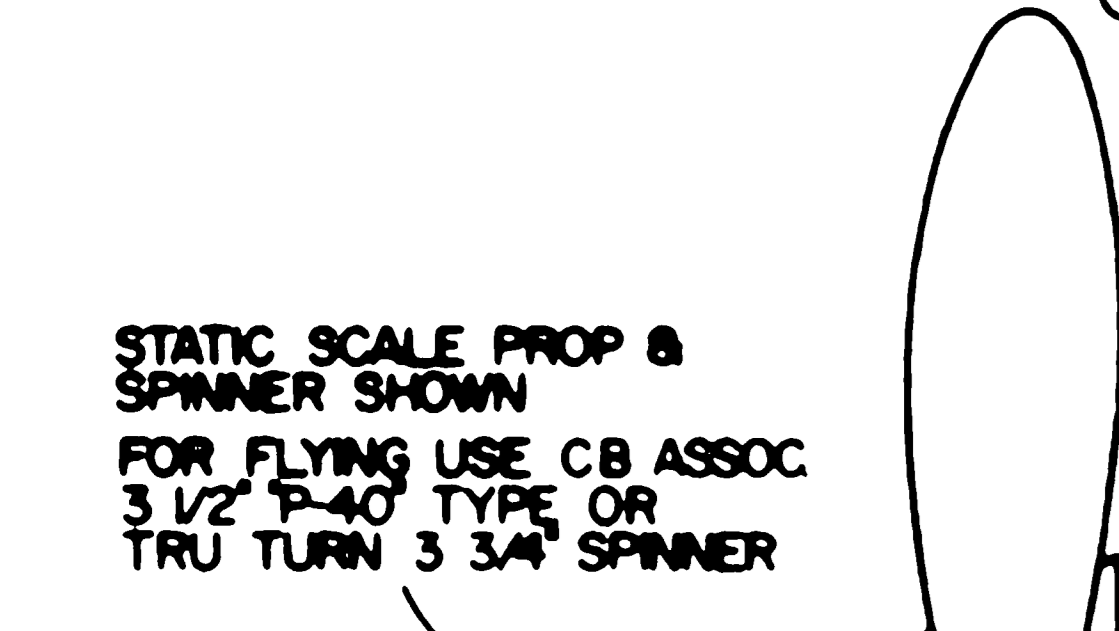 STATIC SCALE PROP &
SPINNER SHOWN
FOR FLYING USE CB ASSOC
3 1/2" "P-40" TYPE OR
TRU TURN 3 3/4" SPINNER